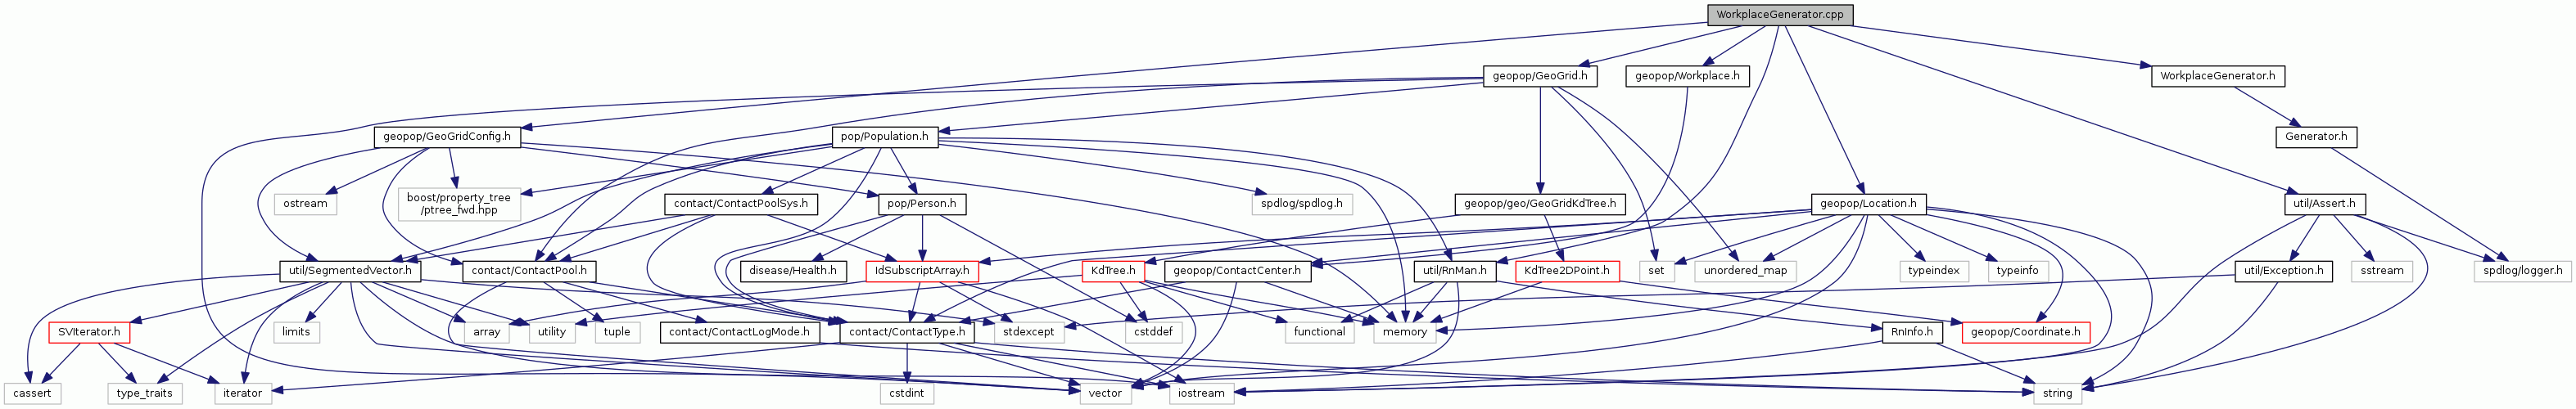 WorkplaceGenerator.cpp
geopop/GeoGrid.h
geopop/Workplace.h
WorkplaceGenerator.h
geopop/GeoGridConfig.h
pop/Population.h
Generator.h
ostream
boost/property_tree
/ptree_fwd.hpp
contact/ContactPoolSys.h
pop/Person.h
spdlog/spdlog.h
geopop/geo/GeoGridKdTree.h
geopop/Location.h
util/Assert.h
util/SegmentedVector.h
contact/ContactPool.h
disease/Health.h
IdSubscriptArray.h
KdTree.h
geopop/ContactCenter.h
util/RnMan.h
KdTree2DPoint.h
set
unordered_map
typeindex
typeinfo
util/Exception.h
sstream
spdlog/logger.h
SVIterator.h
limits
array
utility
tuple
contact/ContactLogMode.h
contact/ContactType.h
stdexcept
cstddef
functional
memory
RnInfo.h
geopop/Coordinate.h
cassert
type_traits
iterator
cstdint
vector
iostream
string